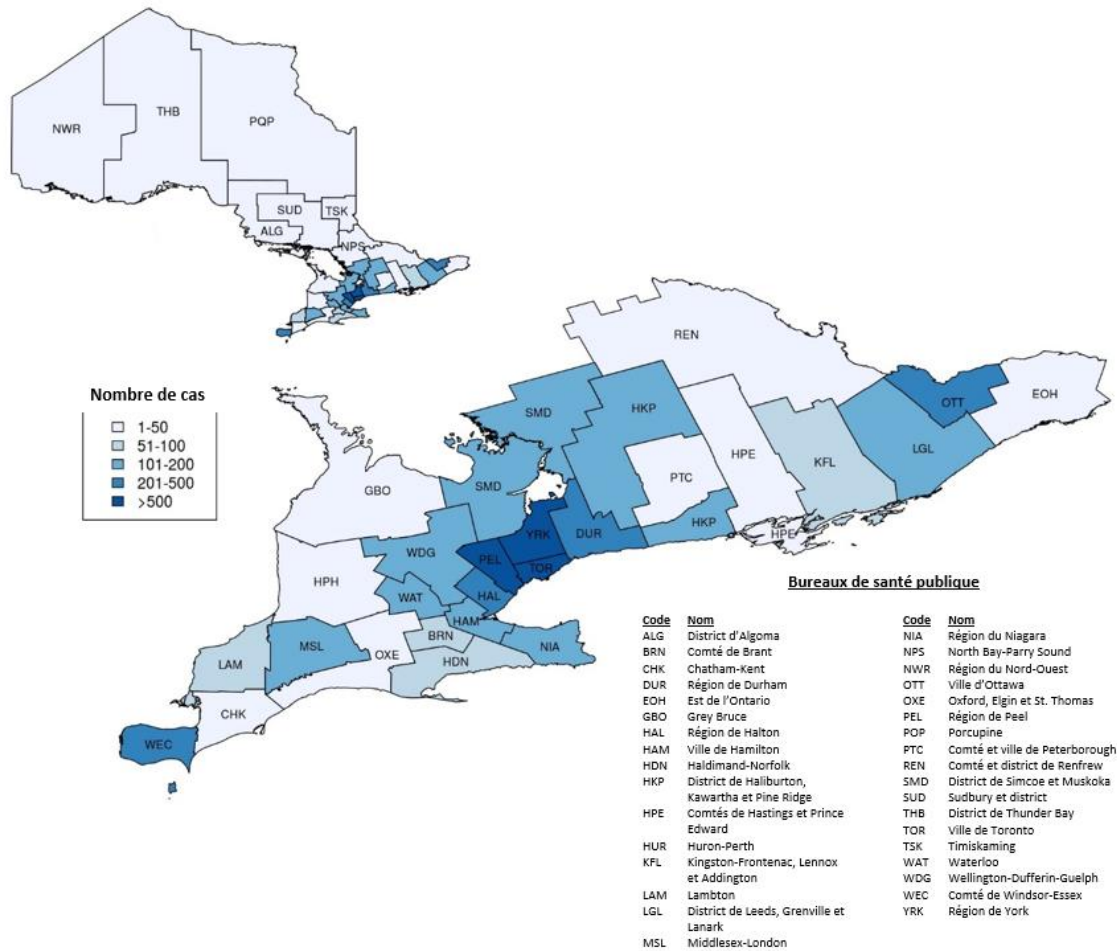 NWR
THB
PQP
SUD
TSK
ALG
NPS
Nombre de cas
1-50
51-100
101-200
201-500
>500
REN
SMD
HKP
OTT
EOH
HPE
KFL
LGL
PTC
GBO
SMD
YRK
DUR
HKP
HPE
WDG
PEL
TOR
HPH
HAL
WAT
HAM
BRN
NIA
MSL
OXE
HDN
LAM
CHK
WEC
Bureaux de santé publique
Code Nom
ALG District d'Algoma
BRN Comté de Brant
CHK Chatham-Kent
DUR Région de Durham
EOH Est de l'Ontario
GBO Grey Bruce
HAL Région de Halton
HAM Ville de Hamilton
HDN Haldimand-Norfolk
HKP District de Haliburton,
Kawartha et Pine Ridge
HPE Comtés de Hastings et Prince
Edward
HUR Huron-Perth
KFL Kingston-Frontenac, Lennox
et Addington
LAM Lambton
LGL District de Leeds, Grenville et
Lanark
MSL Middlesex-London
Code Nom
NIA Région du Niagara
NPS North Bay-Parry Sound
NWR Région du Nord-Ouest
OTT Ville d'Ottawa
OXE Oxford, Elgin et St. Thomas
PEL Région de Peel
POP Porcupine
PTC Comté et ville de Peterborough
REN Comté et district de Renfrew
SMD District de Simcoe et Muskoka
SUD Sudbury et district
THB District de Thunder Bay
TOR Ville de Toronto
TSK Timiskaming
WAT Waterloo
WDG Wellington-Dufferin-Guelph
WEC Comté de Windsor-Essex
YRK Région de York